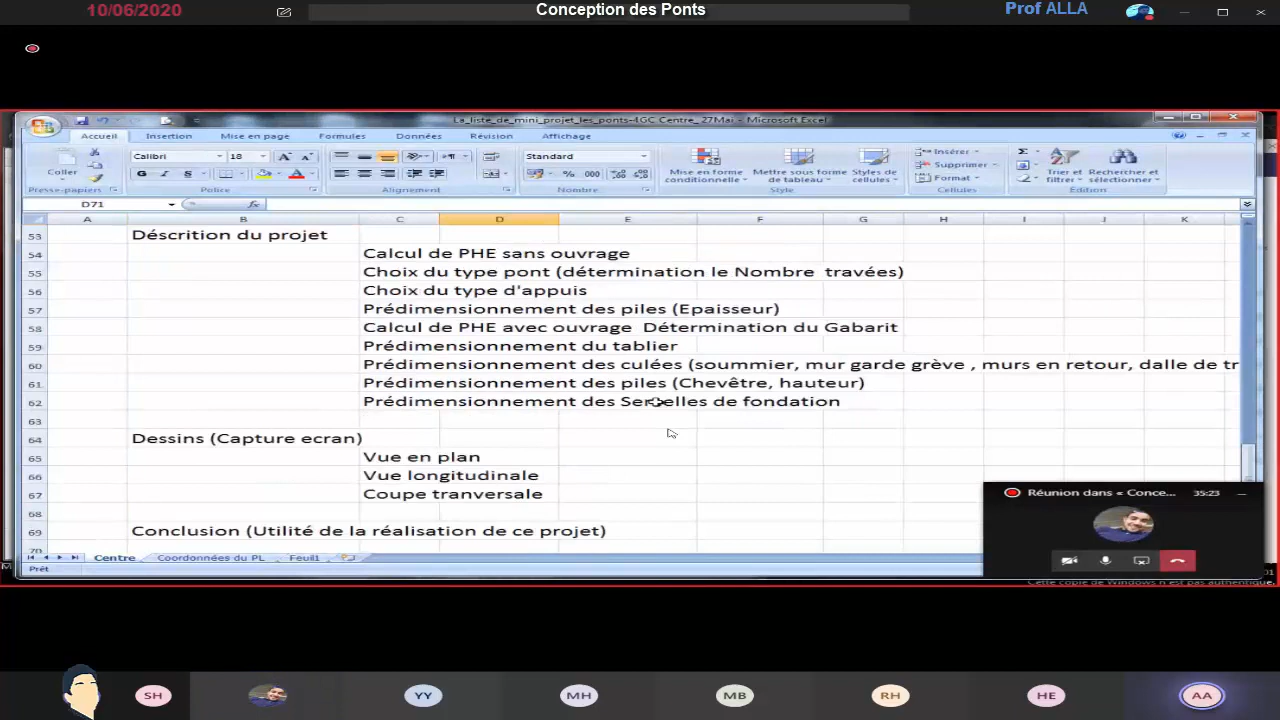 10/06/2020
Conception des Ponts
Prof ALLA
La_liste_de_mini_projet_les_ponts-4GC Centre_ 27Mai - Microsoft Excel
Accueil Insertion Mise en page Formules Données Révision Affichage
Coller
Presse-papiers
Calibri 18
G I S
Police
Alignement
Standard
% 000
Nombre
Mise en forme conditionnelle
Mettre sous forme de tableau
Styles de cellules
Style
Insérer
Supprimer
Format
Cellules
Σ
Trier et filtrer
Rechercher et sélectionner
Édition
D71 fx
A B C D E F G H I J K
53 Déscrition du projet
54 Calcul de PHE sans ouvrage
55 Choix du type pont (détermination le Nombre travées)
56 Choix du type d'appuis
57 Prédimensionnement des piles (Epaisseur)
58 Calcul de PHE avec ouvrage Détermination du Gabarit
59 Prédimensionnement du tablier
60 Prédimensionnement des culées (soummier, mur garde grève , murs en retour, dalle de tr
61 Prédimensionnement des piles (Chevêtre, hauteur)
62 Prédimensionnement des Semelles de fondation
63
64 Dessins (Capture ecran)
65 Vue en plan
66 Vue longitudinale
67 Coupe tranversale
68
69 Conclusion (Utilité de la réalisation de ce projet)
70
Centre Coordonnées du PL Feuil1
Prêt
Réunion dans « Conce... 35:23
Cette copie de Windows n'est pas authentique.
SH YY MH MB RH HE AA